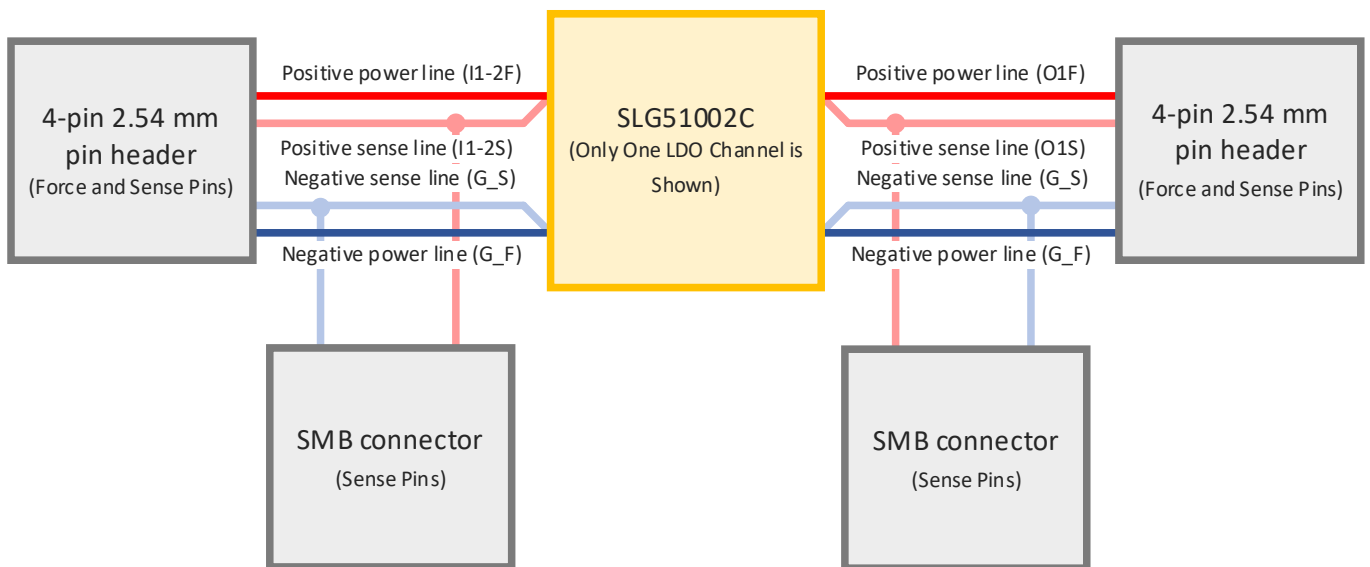 4-pin 2.54 mm
pin header
(Force and Sense Pins)
Positive power line (I1-2F)
Positive sense line (I1-2S)
Negative sense line (G_S)
Negative power line (G_F)
SLG51002C
(Only One LDO Channel is
Shown)
Positive power line (O1F)
Positive sense line (O1S)
Negative sense line (G_S)
Negative power line (G_F)
4-pin 2.54 mm
pin header
(Force and Sense Pins)
SMB connector
(Sense Pins)
SMB connector
(Sense Pins)